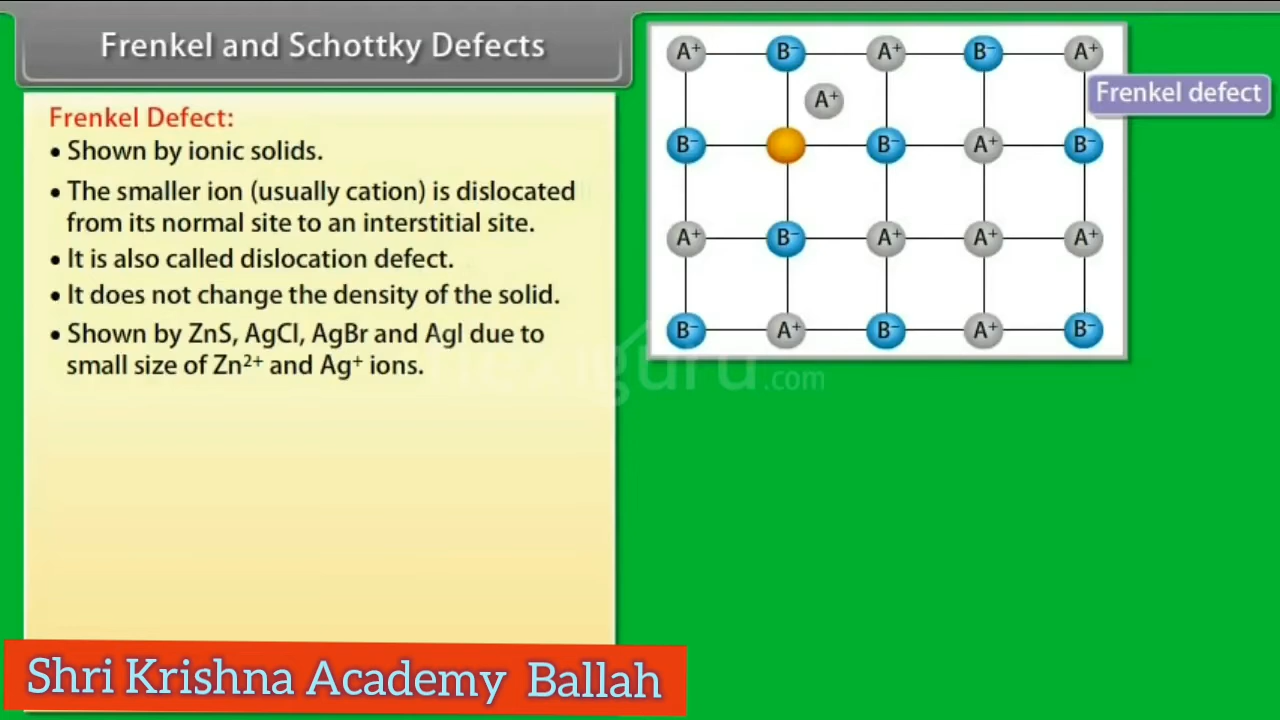 Frenkel and Schottky Defects
Frenkel Defect:
• Shown by ionic solids.
• The smaller ion (usually cation) is dislocated
from its normal site to an interstitial site.
• It is also called dislocation defect.
• It does not change the density of the solid.
• Shown by ZnS, AgCl, AgBr and AgI due to
small size of Zn²⁺ and Ag⁺ ions.
A⁺ B⁻ A⁺ B⁻ A⁺
Frenkel defect
A⁺
B⁻ B⁻ A⁺ B⁻
A⁺ B⁻ A⁺ A⁺ A⁺
B⁻ A⁺ B⁻ A⁺ B⁻
.com
Shri Krishna Academy Ballah